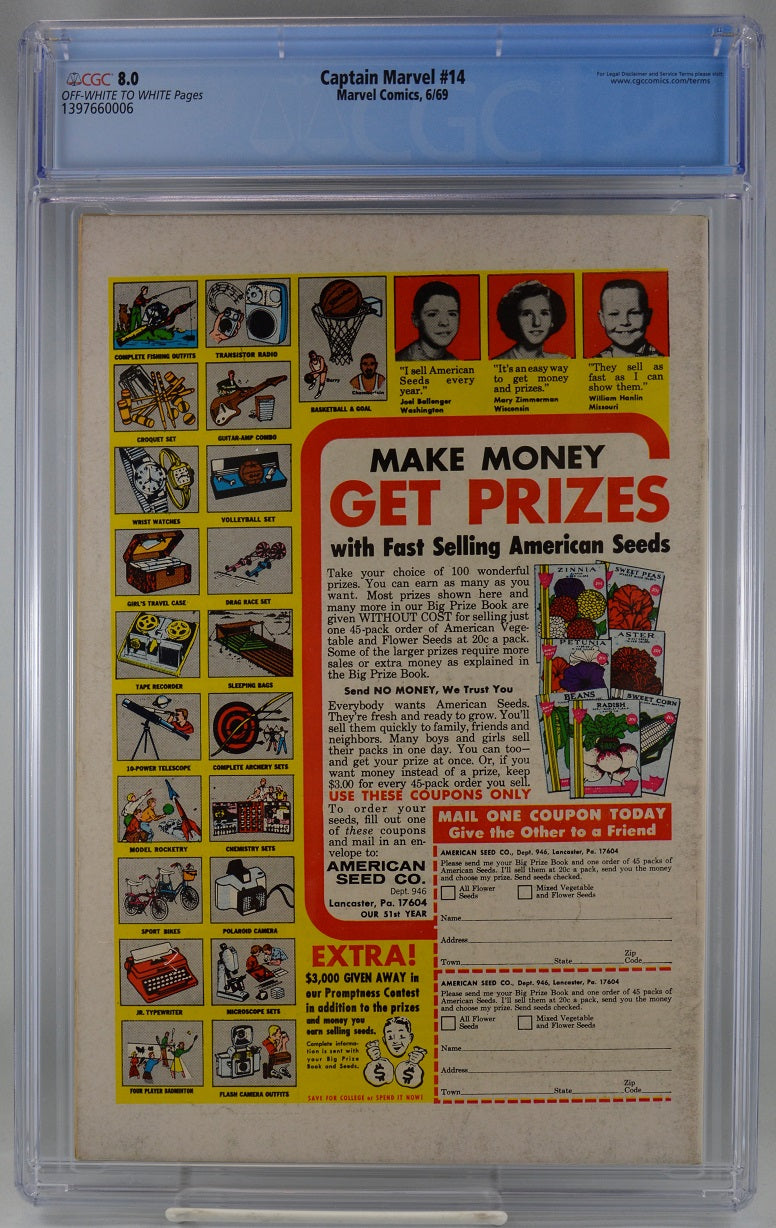 CGC 8.0
OFF-WHITE TO WHITE Pages
1397660006
Captain Marvel #14
Marvel Comics, 6/69
For Legal Disclaimer and Service Terms please visit:
www.cgccomics.com/terms
CGC
COMPLETE FISHING OUTFITS
TRANSISTOR RADIO
CROQUET SET
GUITAR-AMP COMBO
WRIST WATCHES
VOLLEYBALL SET
GIRL'S TRAVEL CASE
DRAG RACE SET
TAPE RECORDER
SLEEPING BAGS
10-POWER TELESCOPE
COMPLETE ARCHERY SETS
MODEL ROCKETRY
CHEMISTRY SETS
SPORT BIKES
POLAROID CAMERA
JR. TYPEWRITER
MICROSCOPE SETS
FOUR PLAYER BADMINTON
FLASH CAMERA OUTFITS
Barry
Chamberlain
BASKETBALL & GOAL
"I sell American
Seeds every
year."
Joel Bellenger
Washington
"It's an easy way
to get money
and prizes."
Mary Zimmerman
Wisconsin
"They sell as
fast as I can
show them."
William Hanlin
Missouri
MAKE MONEY
GET PRIZES
with Fast Selling American Seeds
Take your choice of 100 wonderful
prizes. You can earn as many as you
want. Most prizes shown here and
many more in our Big Prize Book are
given WITHOUT COST for selling just
one 45-pack order of American Vege-
table and Flower Seeds at 20c a pack.
Some of the larger prizes require more
sales or extra money as explained in
the Big Prize Book.
Send NO MONEY, We Trust You
Everybody wants American Seeds.
They're fresh and ready to grow. You'll
sell them quickly to family, friends and
neighbors. Many boys and girls sell
their packs in one day. You can too—
and get your prize at once. Or, if you
want money instead of a prize, keep
$3.00 for every 45-pack order you sell.
ZINNIA
SWEET PEAS
PETUNIA
ASTER
BEANS
RADISH
SWEET CORN
USE THESE COUPONS ONLY
To order your
seeds, fill out one
of these coupons
and mail in an en-
velope to:
AMERICAN
SEED CO.
Dept. 946
Lancaster, Pa. 17604
OUR 51st YEAR
MAIL ONE COUPON TODAY
Give the Other to a Friend
AMERICAN SEED CO., Dept. 946, Lancaster, Pa. 17604
Please send me your Big Prize Book and one order of 45 packs of
American Seeds. I'll sell them at 20c a pack, send you the money
and choose my prize. Send seeds checked.
All Flower
Seeds
Mixed Vegetable
and Flower Seeds
Name
Address
Town State Zip Code
AMERICAN SEED CO., Dept. 946, Lancaster, Pa. 17604
Please send me your Big Prize Book and one order of 45 packs of
American Seeds. I'll sell them at 20c a pack, send you the money
and choose my prize. Send seeds checked.
All Flower
Seeds
Mixed Vegetable
and Flower Seeds
Name
Address
Town State Zip Code
EXTRA!
$3,000 GIVEN AWAY in
our Promptness Contest
in addition to the prizes
and money you
earn selling seeds.
Complete informa-
tion is sent with
your Big Prize
Book and Seeds.
$ $
SAVE FOR COLLEGE or SPEND IT NOW!